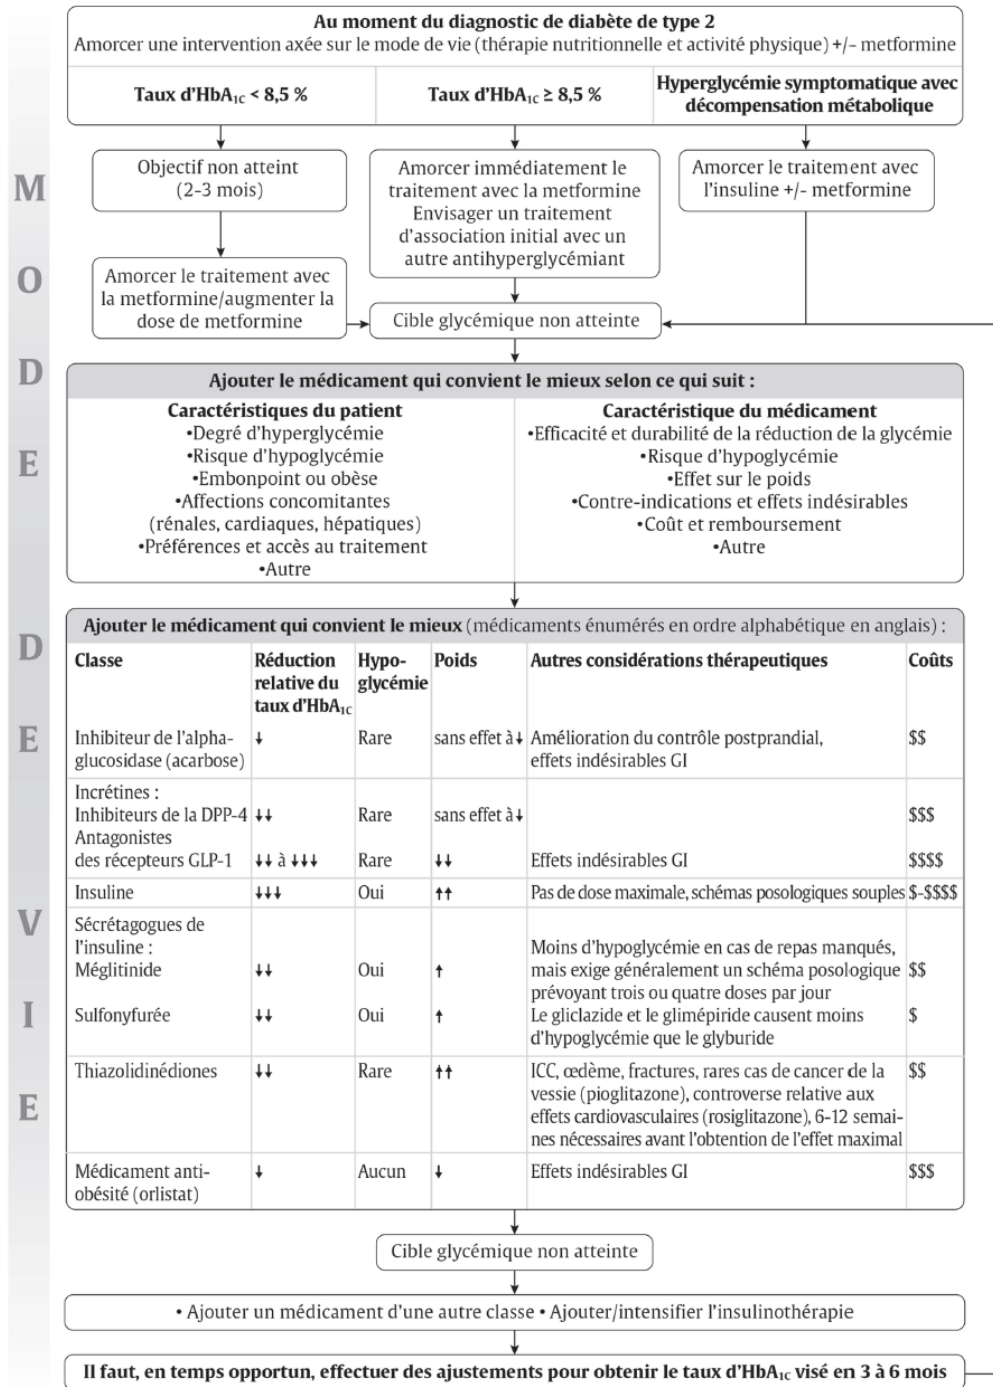 Au moment du diagnostic de diabète de type 2
Amorcer une intervention axée sur le mode de vie (thérapie nutritionnelle et activité physique) +/- metformine
Taux d'HbA1C < 8,5 %
Taux d'HbA1C ≥ 8,5 %
Hyperglycémie symptomatique avec
décompensation métabolique
Objectif non atteint
(2-3 mois)
Amorcer le traitement avec
la metformine/augmenter la
dose de metformine
Amorcer immédiatement le
traitement avec la metformine
Envisager un traitement
d'association initial avec un
autre antihyperglycémiant
Amorcer le traitement avec
l'insuline +/- metformine
Cible glycémique non atteinte
Ajouter le médicament qui convient le mieux selon ce qui suit :
Caractéristiques du patient
•Degré d'hyperglycémie
•Risque d'hypoglycémie
•Embonpoint ou obèse
•Affections concomitantes
(rénales, cardiaques, hépatiques)
•Préférences et accès au traitement
•Autre
Caractéristique du médicament
•Efficacité et durabilité de la réduction de la glycémie
•Risque d'hypoglycémie
•Effet sur le poids
•Contre-indications et effets indésirables
•Coût et remboursement
•Autre
Ajouter le médicament qui convient le mieux (médicaments énumérés en ordre alphabétique en anglais) :
Classe
Réduction
relative du
taux d'HbA1C
Hypo-
glycémie
Poids
Autres considérations thérapeutiques
Coûts
Inhibiteur de l'alpha-
glucosidase (acarbose)
↓
Rare
sans effet à ↓
Amélioration du contrôle postprandial,
effets indésirables GI
$$
Incrétines :
Inhibiteurs de la DPP-4
↓↓
Rare
sans effet à ↓
$$$
Antagonistes
des récepteurs GLP-1
↓↓ à ↓↓↓
Rare
↓↓
Effets indésirables GI
$$$$
Insuline
↓↓↓
Oui
↑↑
Pas de dose maximale, schémas posologiques souples
$-$$$$
Sécrétagogues de
l'insuline :
Méglitinide
↓↓
Oui
↑
Moins d'hypoglycémie en cas de repas manqués,
mais exige généralement un schéma posologique
prévoyant trois ou quatre doses par jour
$$
Sulfonyfurée
↓↓
Oui
↑
Le gliclazide et le glimépiride causent moins
d'hypoglycémie que le glyburide
$
Thiazolidinédiones
↓↓
Rare
↑↑
ICC, œdème, fractures, rares cas de cancer de la
vessie (pioglitazone), controverse relative aux
effets cardiovasculaires (rosiglitazone), 6-12 semai-
nes nécessaires avant l'obtention de l'effet maximal
$$
Médicament anti-
obésité (orlistat)
↓
Aucun
↓
Effets indésirables GI
$$$
Cible glycémique non atteinte
• Ajouter un médicament d'une autre classe • Ajouter/intensifier l'insulinothérapie
Il faut, en temps opportun, effectuer des ajustements pour obtenir le taux d'HbA1C visé en 3 à 6 mois
MODE DE VIE